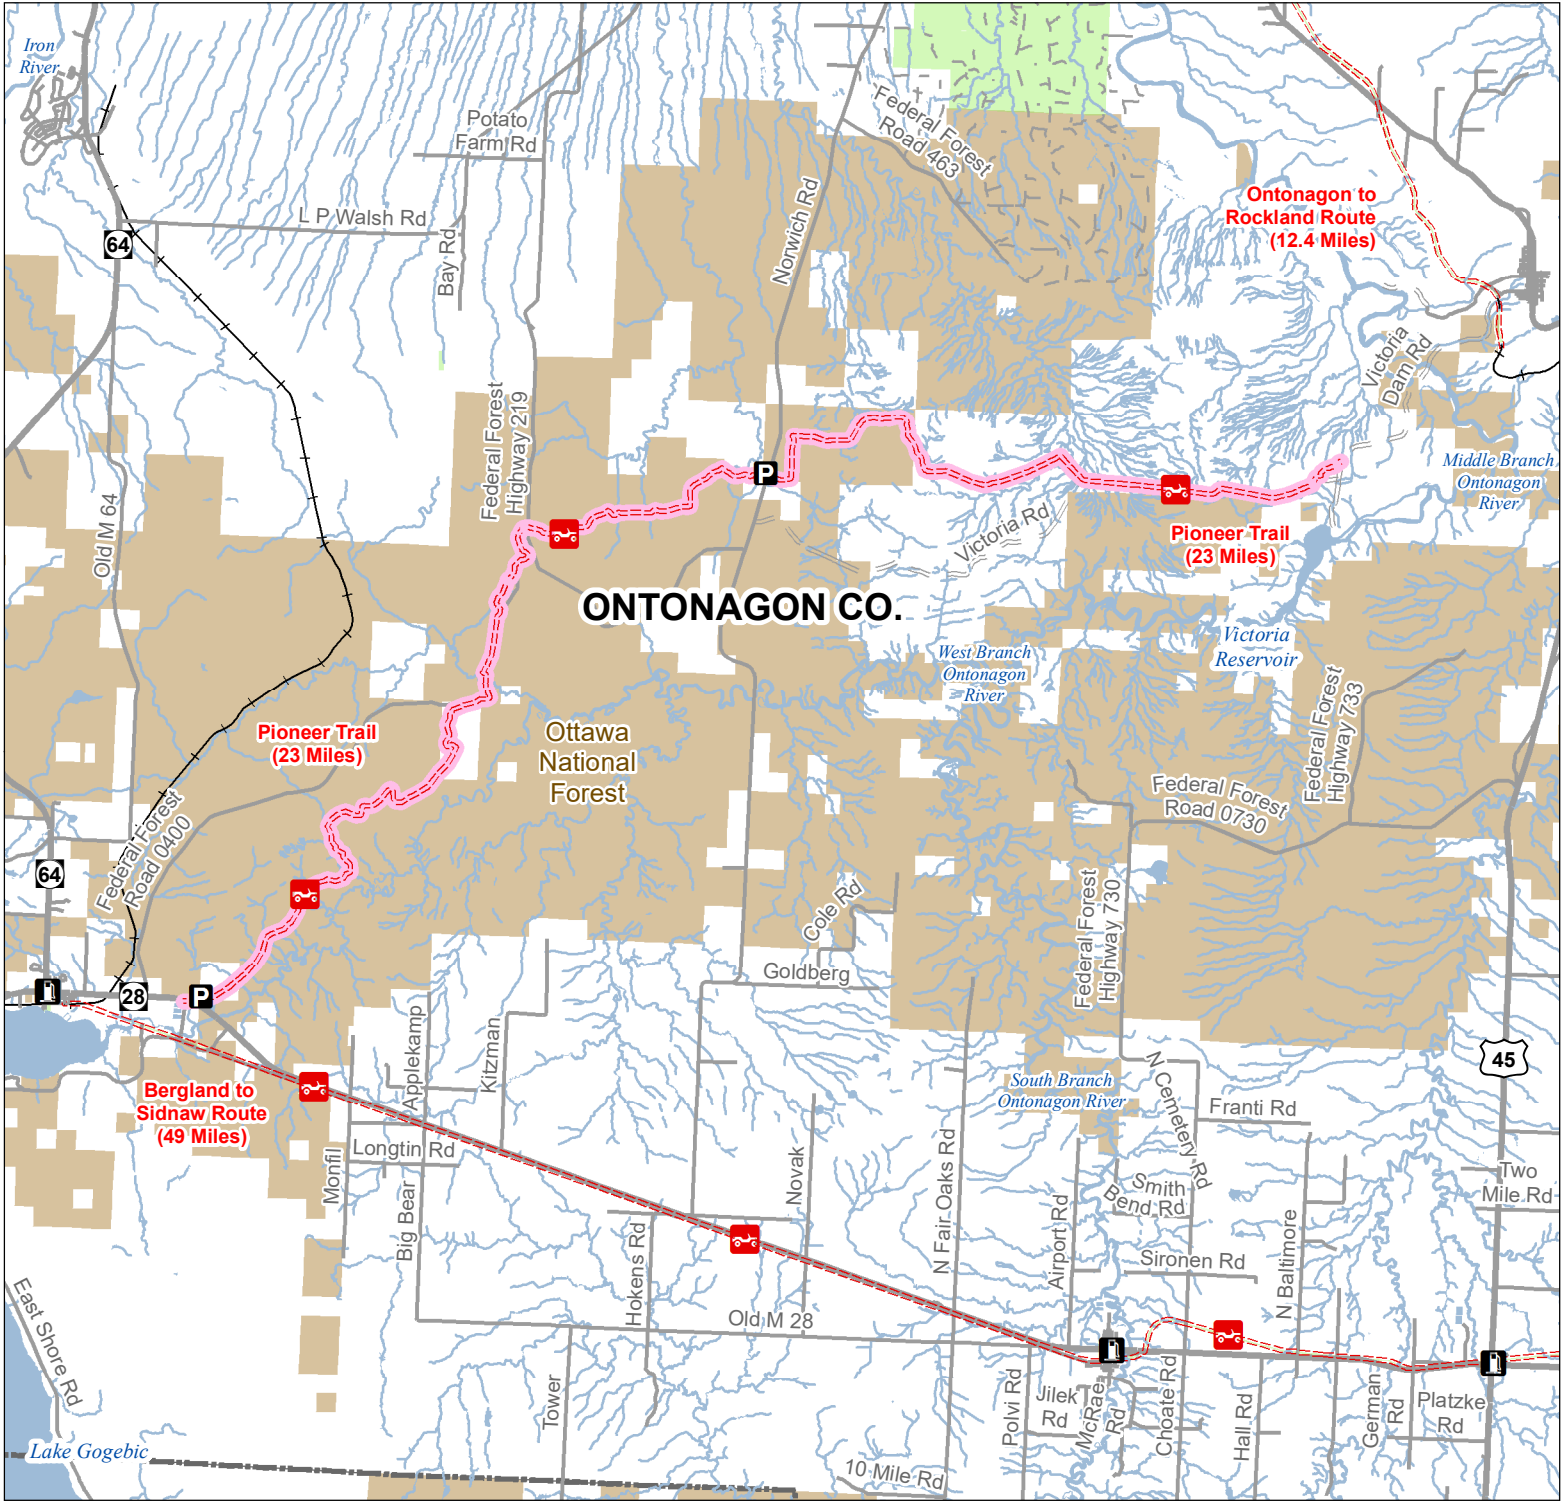 Iron
River
Potato
Farm Rd
Federal Forest
Road 463
L P Walsh Rd
64
Bay Rd
Norwich Rd
Ontonagon to
Rockland Route
(12.4 Miles)
Victoria
Dam Rd
Federal Forest
Highway 219
Old M 64
P
Middle Branch
Ontonagon
River
Victoria Rd
Pioneer Trail
(23 Miles)
ONTONAGON CO.
West Branch
Ontonagon
River
Victoria
Reservoir
Federal Forest
Highway 733
Pioneer Trail
(23 Miles)
Ottawa
National
Forest
Federal Forest
Road 0730
Federal Forest
Road 0400
64
Cole Rd
Federal Forest
Highway 730
Goldberg
28
P
Applekamp
Kitzman
45
Bergland to
Sidnaw Route
(49 Miles)
South Branch
Ontonagon River
N Cemetery Rd
Franti Rd
Longtin Rd
Monfil
Novak
N Fair Oaks Rd
Smith
Bend Rd
Two
Mile Rd
Big Bear
Hokens Rd
Airport Rd
Sironen Rd
N Baltimore
East Shore Rd
Old M 28
Tower
Polvi Rd
Jilek
Rd
McRae
Rd
Choate Rd
Hall Rd
German
Rd
Platzke
Rd
Lake Gogebic
10 Mile Rd